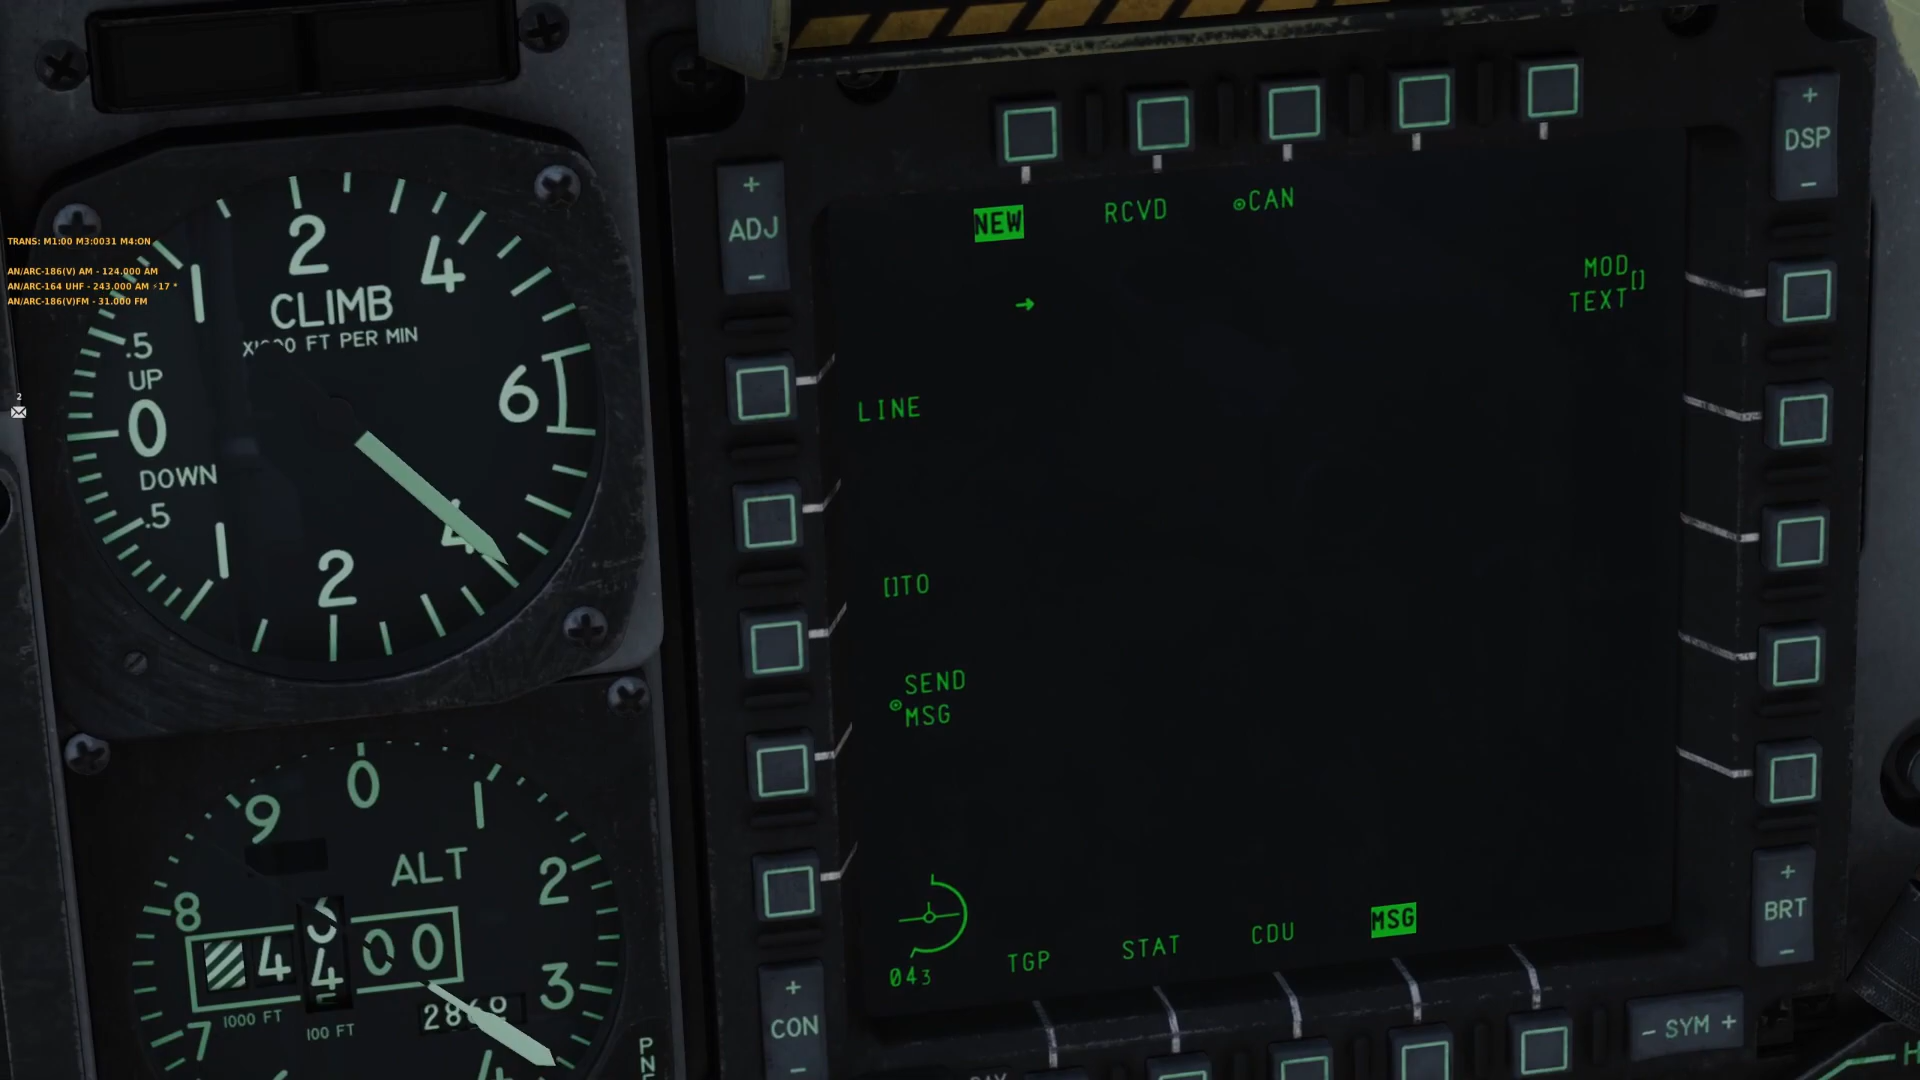 TRANS: M1:00 M3:0031 M4:ON
AN/ARC-186(V) AM - 124.000 AM
AN/ARC-164 UHF - 243.000 AM ⚡17 *
AN/ARC-186(V)FM - 31.000 FM
2
1 2 4
CLIMB
FT PER MIN
.5
UP
0
6
DOWN
.5
1 2 4
0
9 1
ALT
8 2
4 4 00
1000 FT
100 FT
3
7
+
ADJ
-
+
DSP
-
NEW RCVD CAN
MOD[]
TEXT
→
LINE
[]TO
SEND
MSG
043
TGP STAT CDU MSG
+
CON
-
+
BRT
-
- SYM +